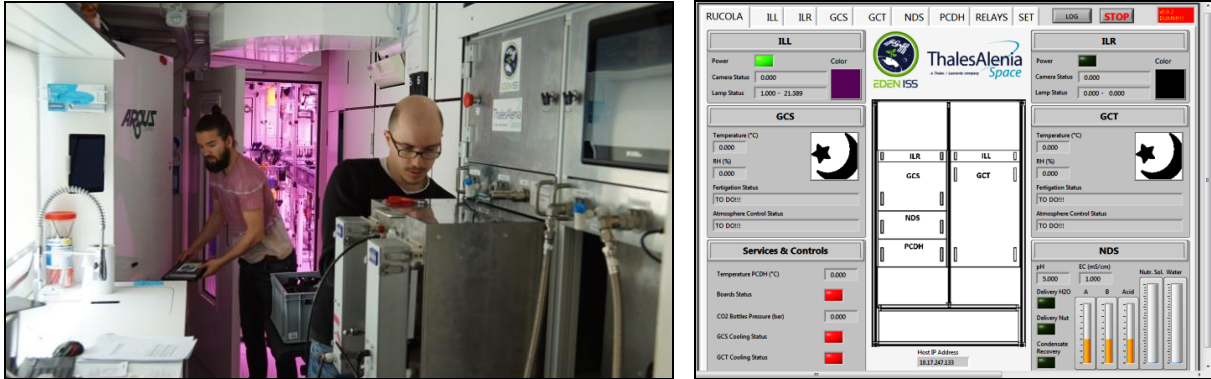 ARGUS
EDEN ISS
ThalesAlenia
Space
RUCOLA ILL ILR GCS GCT NDS PCDH RELAYS SET LOG STOP
DUMMY!!
ILL
Power
Color
Camera Status 0.000
Lamp Status 1.000 - 21.389
EDEN ISS
ThalesAlenia
a Thales / Leonardo company Space
ILR
Power
Color
Camera Status 0.000
Lamp Status 0.000 - 0.000
GCS
Temperature (°C)
0.000
RH (%)
0.000
Fertigation Status
TO DO!!!
Atmosphere Control Status
TO DO!!!
ILR ILL
GCS GCT
NDS
PCDH
GCT
Temperature (°C)
0.000
RH (%)
0.000
Fertigation Status
TO DO!!!
Atmosphere Control Status
TO DO!!!
Services & Controls
Temperature PCDH (°C) 0.000
Boards Status
CO2 Bottles Pressure (bar) 0.000
GCS Cooling Status
GCT Cooling Status
Host IP Address
10.17.247.133
NDS
pH EC (mS/cm)
5.000 1.000
Nutr. Sol. Water
Delivery H2O A B Acid
Delivery Nut
Condensate
Recovery